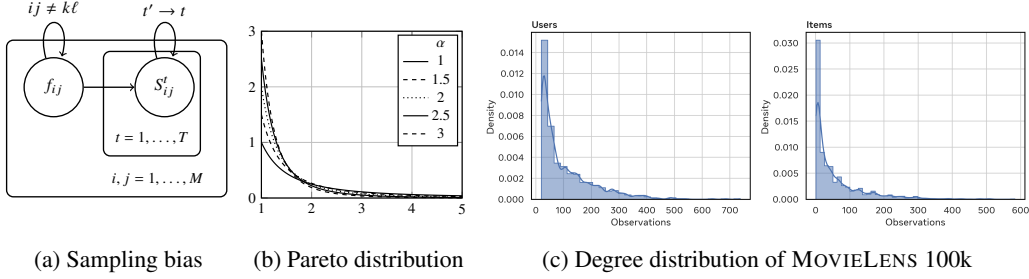 ij ≠ kℓ
t′ → t
f_ij
S^t_ij
t = 1, . . . , T
i, j = 1, . . . , M
(a) Sampling bias
3
2
1
0
1
2
3
4
5
α
1
1.5
2
2.5
3
(b) Pareto distribution
Users
Density
0.014
0.012
0.010
0.008
0.006
0.004
0.002
0.000
0 100 200 300 400 500 600 700
Observations
Items
Density
0.030
0.025
0.020
0.015
0.010
0.005
0.000
0 100 200 300 400 500 600
Observations
(c) Degree distribution of MOVIELENS 100k